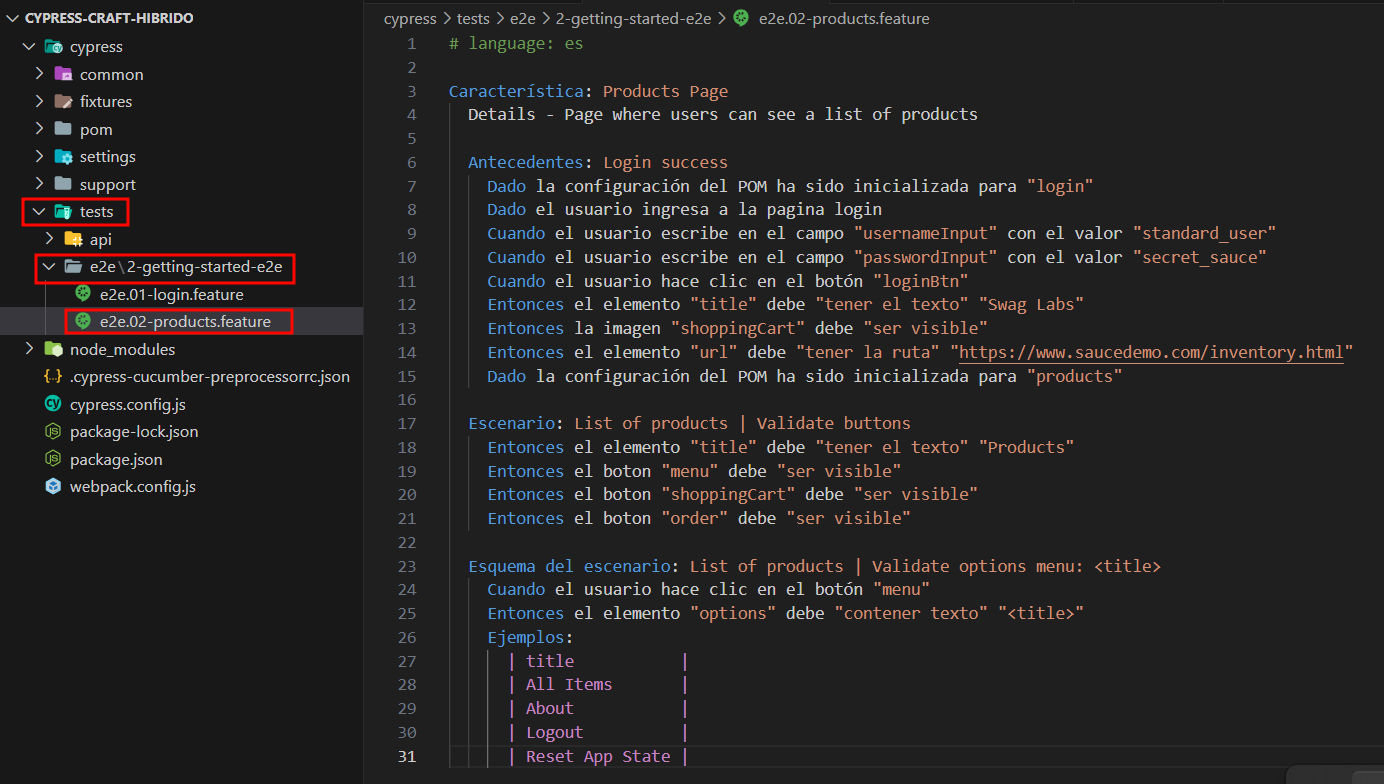 CYPRESS-CRAFT-HIBRIDO
cypress
common
fixtures
pom
settings
support
tests
api
e2e\2-getting-started-e2e
e2e.01-login.feature
e2e.02-products.feature
node_modules
.cypress-cucumber-preprocessorrc.json
cypress.config.js
package-lock.json
package.json
webpack.config.js
cypress > tests > e2e > 2-getting-started-e2e > e2e.02-products.feature
1 # language: es
2
3 Característica: Products Page
4 Details - Page where users can see a list of products
5
6 Antecedentes: Login success
7 Dado la configuración del POM ha sido inicializada para "login"
8 Dado el usuario ingresa a la pagina login
9 Cuando el usuario escribe en el campo "usernameInput" con el valor "standard_user"
10 Cuando el usuario escribe en el campo "passwordInput" con el valor "secret_sauce"
11 Cuando el usuario hace clic en el botón "loginBtn"
12 Entonces el elemento "title" debe "tener el texto" "Swag Labs"
13 Entonces la imagen "shoppingCart" debe "ser visible"
14 Entonces el elemento "url" debe "tener la ruta" "https://www.saucedemo.com/inventory.html"
15 Dado la configuración del POM ha sido inicializada para "products"
16
17 Escenario: List of products | Validate buttons
18 Entonces el elemento "title" debe "tener el texto" "Products"
19 Entonces el boton "menu" debe "ser visible"
20 Entonces el boton "shoppingCart" debe "ser visible"
21 Entonces el boton "order" debe "ser visible"
22
23 Esquema del escenario: List of products | Validate options menu: <title>
24 Cuando el usuario hace clic en el botón "menu"
25 Entonces el elemento "options" debe "contener texto" "<title>"
26 Ejemplos:
27 | title |
28 | All Items |
29 | About |
30 | Logout |
31 | Reset App State |